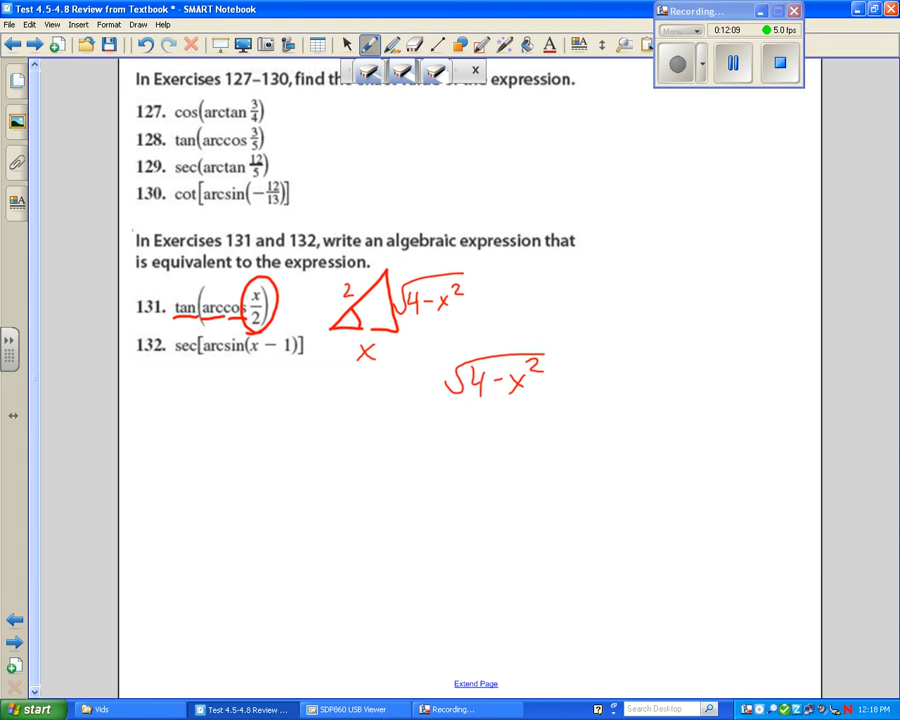 Test 4.5-4.8 Review from Textbook * - SMART Notebook
File Edit View Insert Format Draw Help
Recording...
Menu
0:12:09
5.0 fps
x
In Exercises 127–130, find the expression.
127. cos(arctan 3/4)
128. tan(arccos 3/5)
129. sec(arctan 12/5)
130. cot[arcsin(−12/13)]
In Exercises 131 and 132, write an algebraic expression that
is equivalent to the expression.
131. tan(arccos x/2)
2
√4-x²
x
132. sec[arcsin(x − 1)]
√4-x²
Extend Page
start
Vids
Test 4.5-4.8 Review ...
SDP860 USB Viewer
Recording...
Search Desktop
12:18 PM